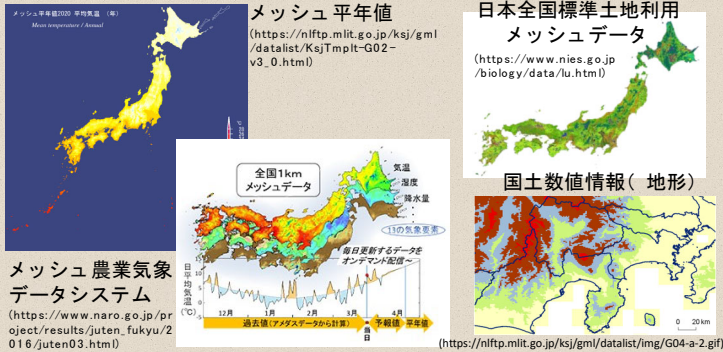 メッシュ平年値2020 平均気温 (年)
Mean temperature / Annual
メッシュ平年値
(https://nlftp.mlit.go.jp/ksj/gml
/datalist/KsjTmplt-G02-
v3_0.html)
日本全国標準土地利用
メッシュデータ
(https://www.nies.go.jp
/biology/data/lu.html)
全国1km
メッシュデータ
気温
湿度
降水量
13の気象要素
毎日更新するデータを
オンデマンド配信～
日平均気温(℃)
15
10
5
0
-5
12月
1月
2月
3月
4月
過去値(アメダスデータから計算)
当日
予報値
平年値
メッシュ農業気象
データシステム
(https://www.naro.go.jp/pr
oject/results/juten_fukyu/2
016/juten03.html)
国土数値情報( 地形)
0 20km
(https://nlftp.mlit.go.jp/ksj/gml/datalist/img/G04-a-2.gif)